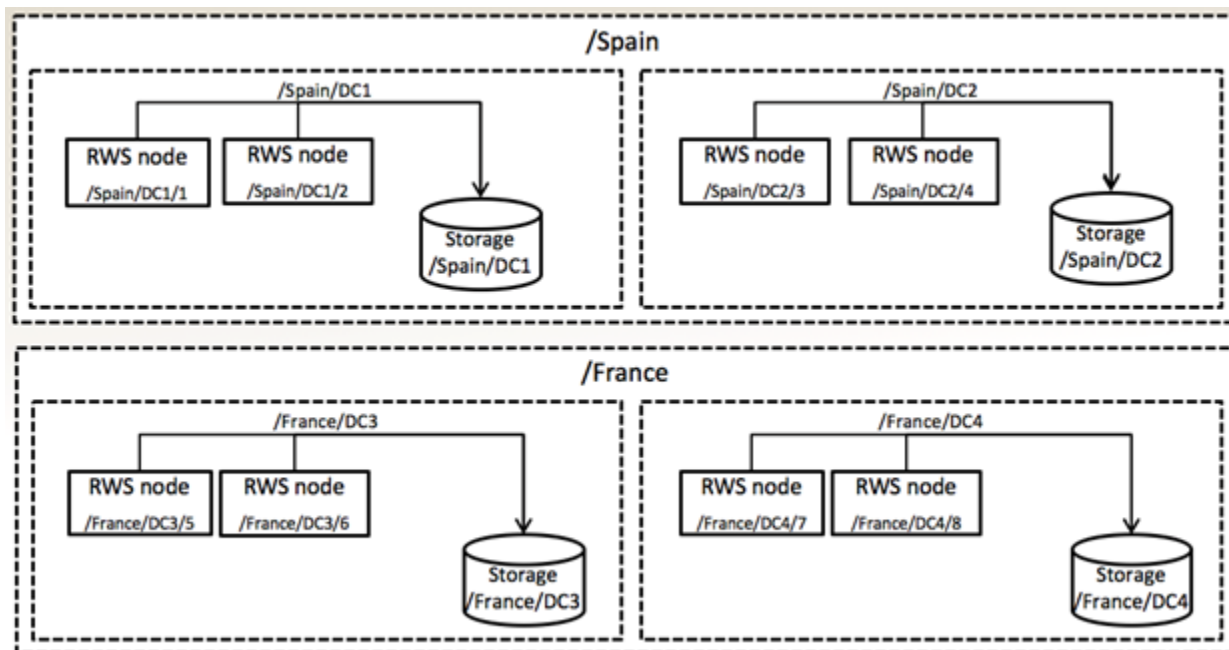 /Spain
/Spain/DC1
RWS node
/Spain/DC1/1
RWS node
/Spain/DC1/2
Storage
/Spain/DC1
/Spain/DC2
RWS node
/Spain/DC2/3
RWS node
/Spain/DC2/4
Storage
/Spain/DC2
/France
/France/DC3
RWS node
/France/DC3/5
RWS node
/France/DC3/6
Storage
/France/DC3
/France/DC4
RWS node
/France/DC4/7
RWS node
/France/DC4/8
Storage
/France/DC4